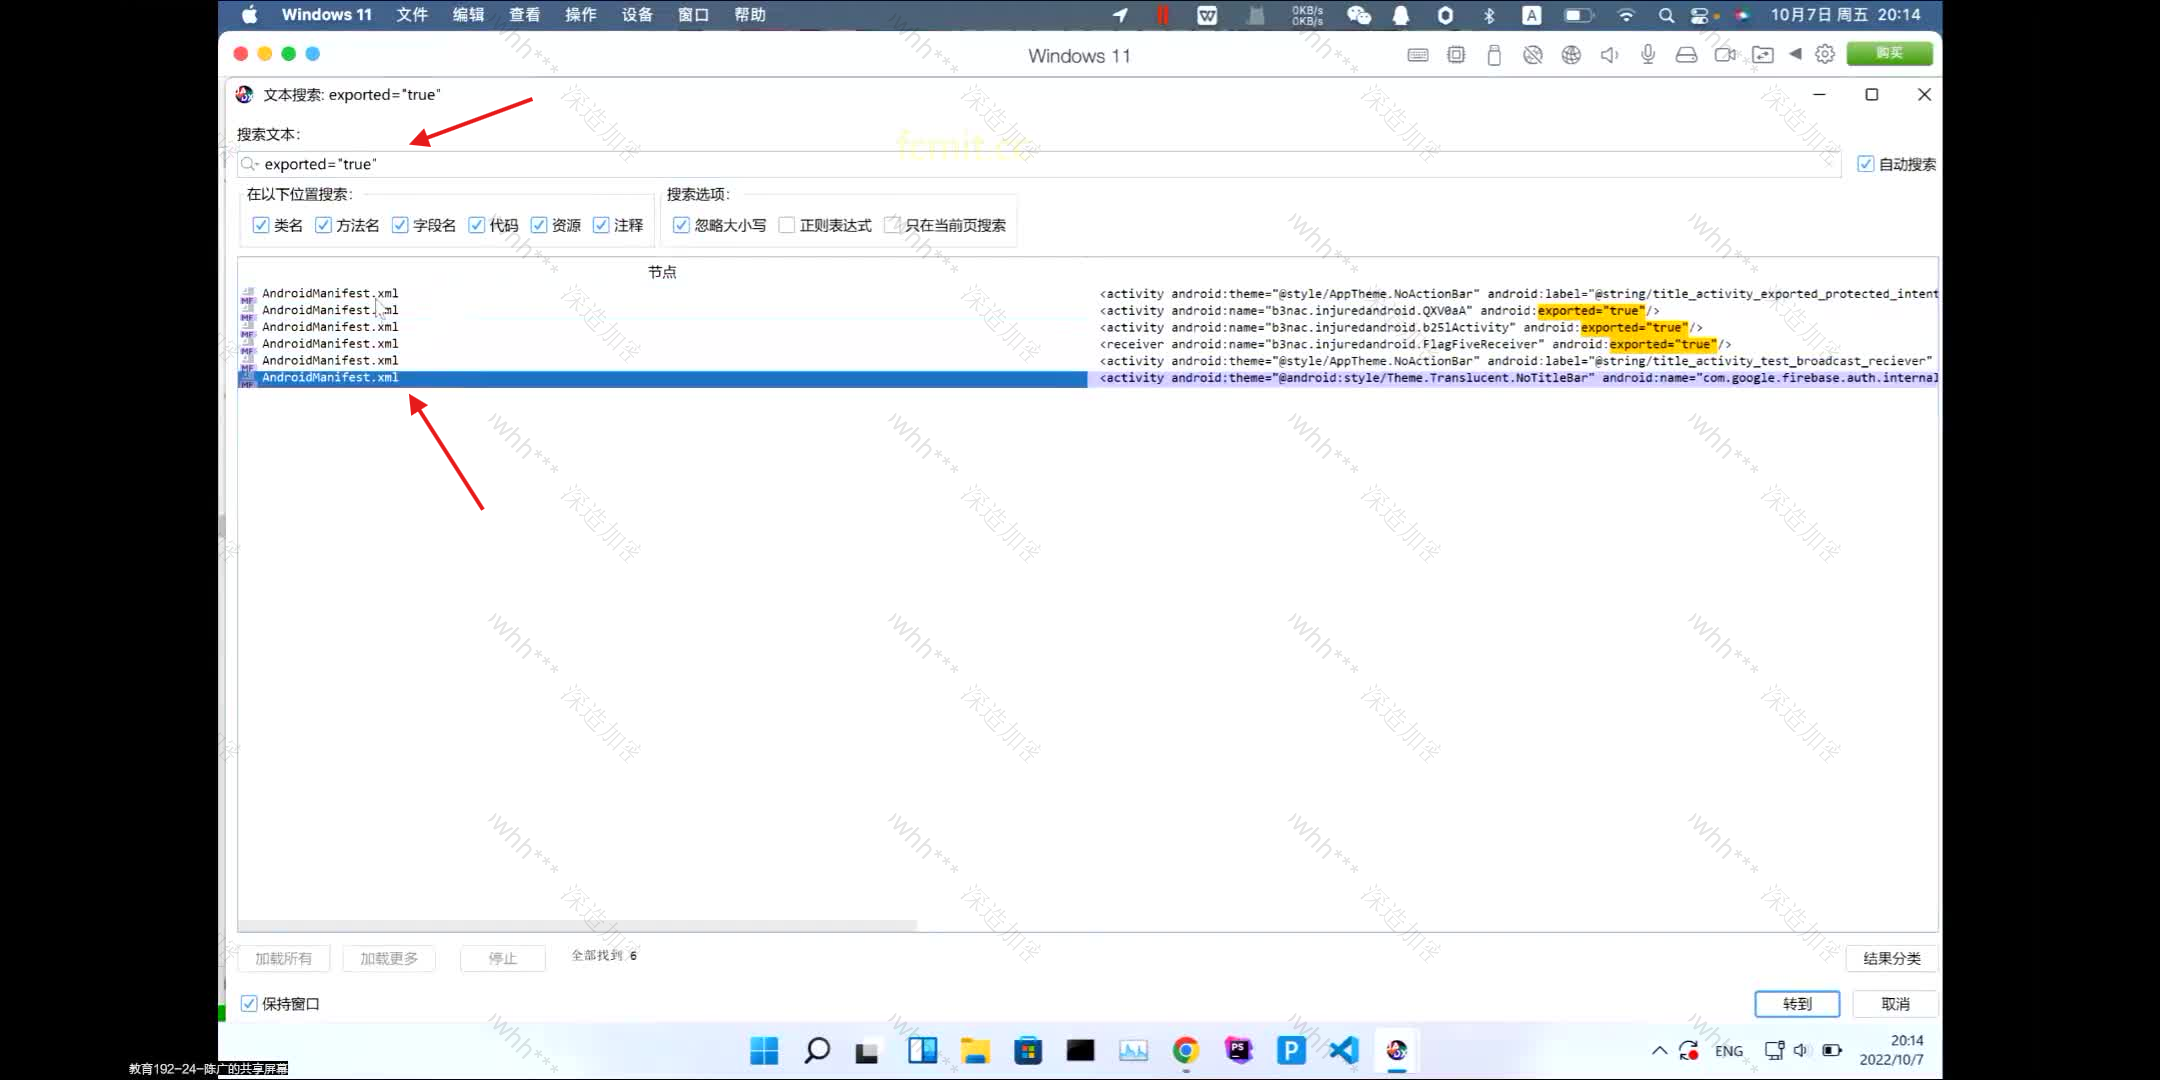 Windows 11 文件 编辑 查看 操作 设备 窗口 帮助
0KB/s
0KB/s
A
10月7日 周五 20:14
Windows 11
购买
文本搜索: exported="true"
搜索文本:
fcmit.cc
exported="true"
自动搜索
在以下位置搜索:
搜索选项:
类名 方法名 字段名 代码 资源 注释
忽略大小写 正则表达式 只在当前页搜索
节点
AndroidManifest.xml <activity android:theme="@style/AppTheme.NoActionBar" android:label="@string/title_activity_exported_protected_intent
AndroidManifest.xml <activity android:name="b3nac.injuredandroid.QXV0aA" android:exported="true"/>
AndroidManifest.xml <activity android:name="b3nac.injuredandroid.b25lActivity" android:exported="true"/>
AndroidManifest.xml <receiver android:name="b3nac.injuredandroid.FlagFiveReceiver" android:exported="true"/>
AndroidManifest.xml <activity android:theme="@style/AppTheme.NoActionBar" android:label="@string/title_activity_test_broadcast_reciever"
AndroidManifest.xml <activity android:theme="@android:style/Theme.Translucent.NoTitleBar" android:name="com.google.firebase.auth.internal
加载所有 加载更多 停止 全部找到 6
结果分类
保持窗口
转到 取消
ENG
20:14
2022/10/7
教育192-24-陈广的共享屏幕